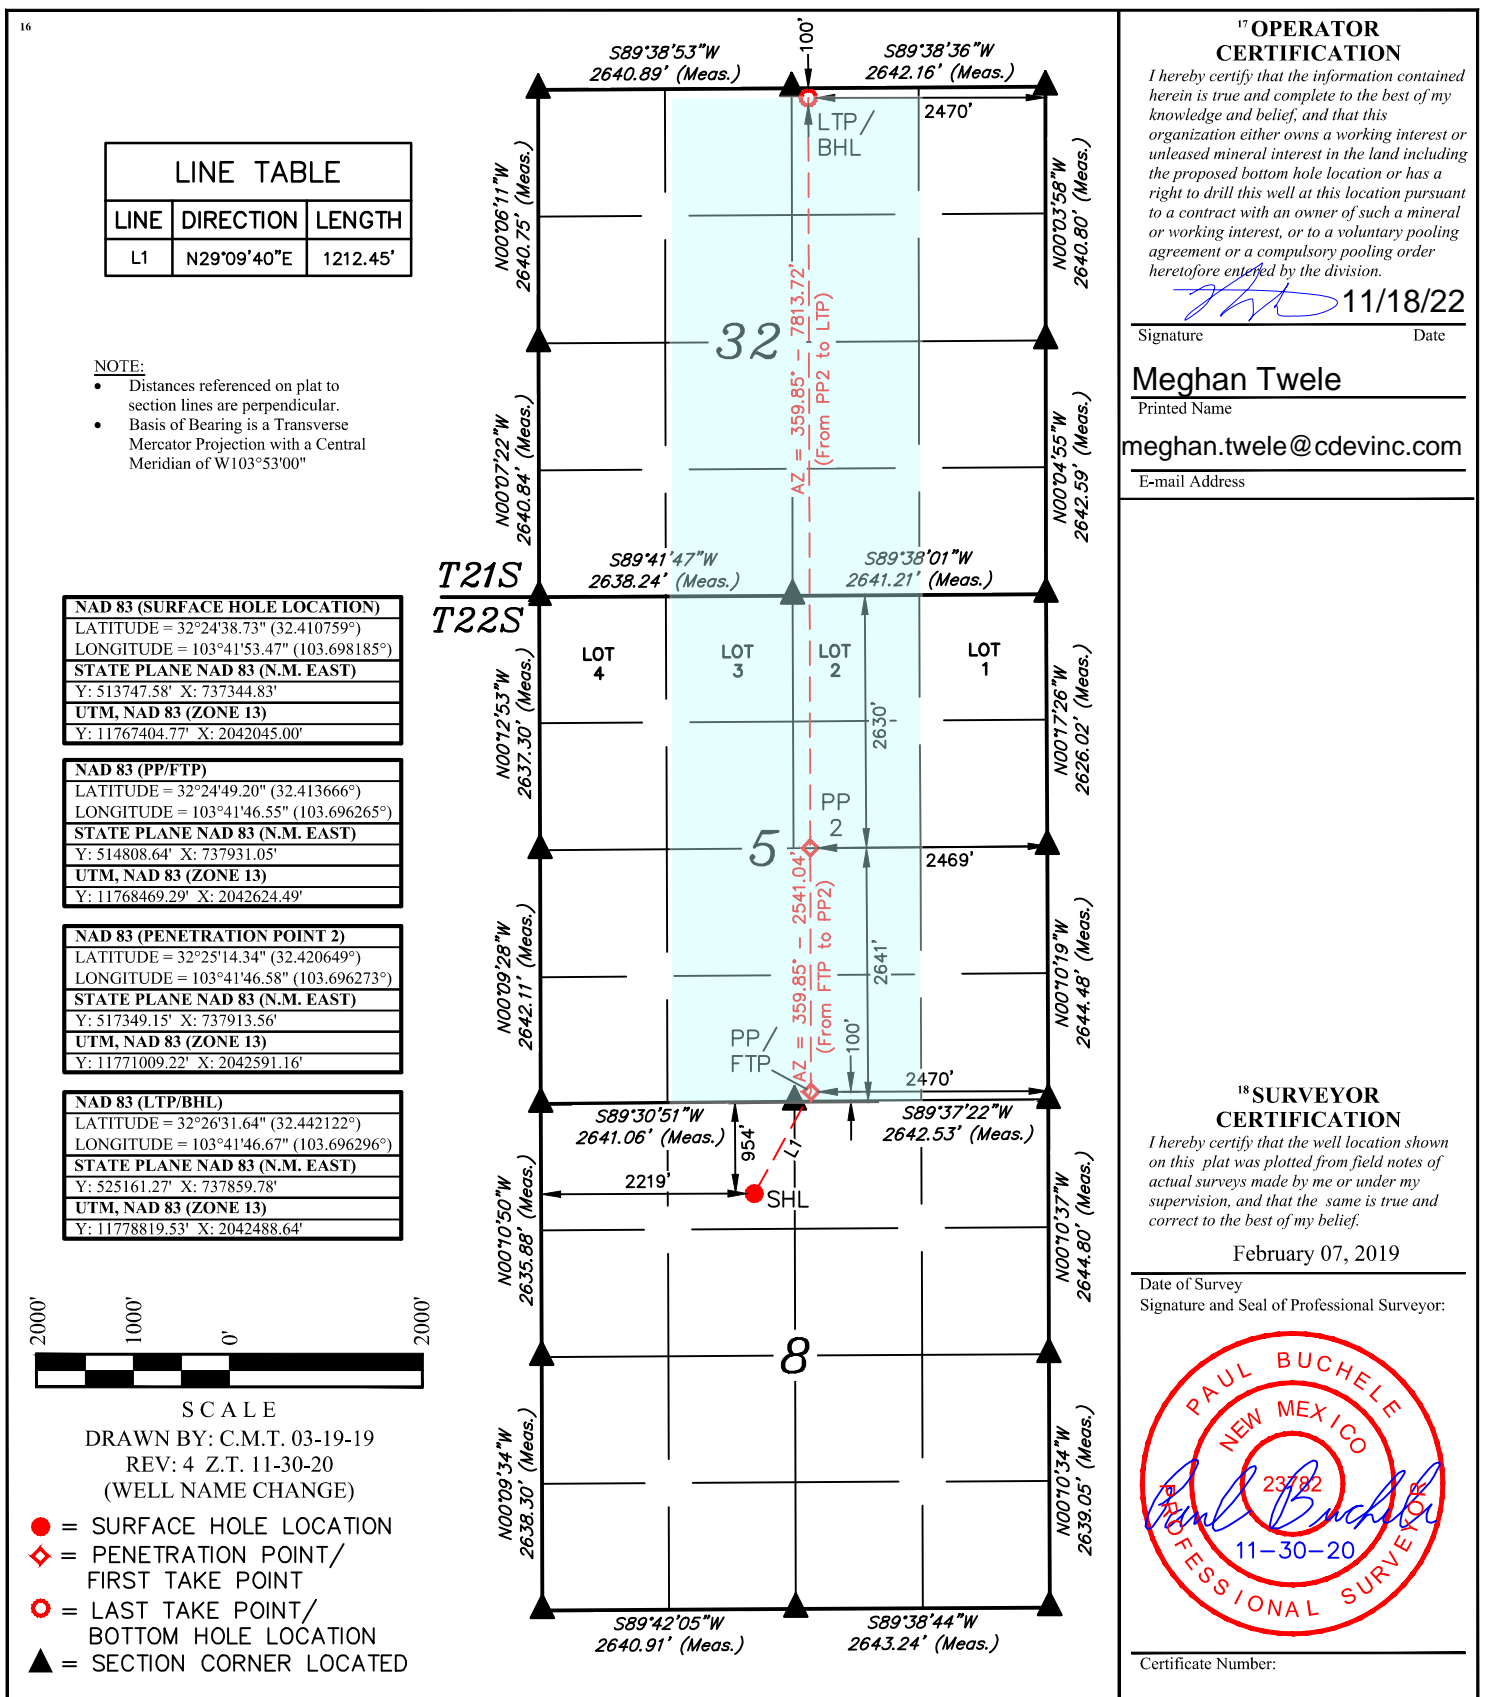 16
LINE TABLE
LINE DIRECTION LENGTH
L1 N29°09'40"E 1212.45'
NOTE:
• Distances referenced on plat to
section lines are perpendicular.
• Basis of Bearing is a Transverse
Mercator Projection with a Central
Meridian of W103°53'00"
NAD 83 (SURFACE HOLE LOCATION)
LATITUDE = 32°24'38.73" (32.410759°)
LONGITUDE = 103°41'53.47" (103.698185°)
STATE PLANE NAD 83 (N.M. EAST)
Y: 513747.58' X: 737344.83'
UTM, NAD 83 (ZONE 13)
Y: 11767404.77' X: 2042045.00'
NAD 83 (PP/FTP)
LATITUDE = 32°24'49.20" (32.413666°)
LONGITUDE = 103°41'46.55" (103.696265°)
STATE PLANE NAD 83 (N.M. EAST)
Y: 514808.64' X: 737931.05'
UTM, NAD 83 (ZONE 13)
Y: 11768469.29' X: 2042624.49'
NAD 83 (PENETRATION POINT 2)
LATITUDE = 32°25'14.34" (32.420649°)
LONGITUDE = 103°41'46.58" (103.696273°)
STATE PLANE NAD 83 (N.M. EAST)
Y: 517349.15' X: 737913.56'
UTM, NAD 83 (ZONE 13)
Y: 11771009.22' X: 2042591.16'
NAD 83 (LTP/BHL)
LATITUDE = 32°26'31.64" (32.442122°)
LONGITUDE = 103°41'46.67" (103.696296°)
STATE PLANE NAD 83 (N.M. EAST)
Y: 525161.27' X: 737859.78'
UTM, NAD 83 (ZONE 13)
Y: 11778819.53' X: 2042488.64'
2000' 1000' 0' 2000'
SCALE
DRAWN BY: C.M.T. 03-19-19
REV: 4 Z.T. 11-30-20
(WELL NAME CHANGE)
= SURFACE HOLE LOCATION
= PENETRATION POINT/
FIRST TAKE POINT
= LAST TAKE POINT/
BOTTOM HOLE LOCATION
= SECTION CORNER LOCATED
S89°38'53"W
2640.89' (Meas.)
100'
S89°38'36"W
2642.16' (Meas.)
2470'
LTP/
BHL
N00°06'11"W
2640.75' (Meas.)
N00°03'58"W
2640.80' (Meas.)
32
AZ = 359.85° - 7813.72'
(From PP2 to LTP)
N00°07'22"W
2640.84' (Meas.)
N00°04'55"W
2642.59' (Meas.)
S89°41'47"W
2638.24' (Meas.)
S89°38'01"W
2641.21' (Meas.)
T21S
T22S
LOT
4
LOT
3
LOT
2
LOT
1
N00°12'53"W
2637.30' (Meas.)
2630'
N00°17'26"W
2626.02' (Meas.)
PP
2
5
2469'
AZ = 359.85° - 2541.04'
(From FTP to PP2)
2641'
N00°09'28"W
2642.11' (Meas.)
N00°10'19"W
2644.48' (Meas.)
PP/
FTP
100'
2470'
S89°30'51"W
2641.06' (Meas.)
S89°37'22"W
2642.53' (Meas.)
954'
L1
2219'
SHL
N00°10'50"W
2635.88' (Meas.)
N00°10'37"W
2644.80' (Meas.)
8
N00°09'34"W
2638.30' (Meas.)
N00°10'34"W
2639.05' (Meas.)
S89°42'05"W
2640.91' (Meas.)
S89°38'44"W
2643.24' (Meas.)
17 OPERATOR
CERTIFICATION
I hereby certify that the information contained
herein is true and complete to the best of my
knowledge and belief, and that this
organization either owns a working interest or
unleased mineral interest in the land including
the proposed bottom hole location or has a
right to drill this well at this location pursuant
to a contract with an owner of such a mineral
or working interest, or to a voluntary pooling
agreement or a compulsory pooling order
heretofore entered by the division.
11/18/22
Signature Date
Meghan Twele
Printed Name
meghan.twele@cdevinc.com
E-mail Address
18 SURVEYOR
CERTIFICATION
I hereby certify that the well location shown
on this plat was plotted from field notes of
actual surveys made by me or under my
supervision, and that the same is true and
correct to the best of my belief.
February 07, 2019
Date of Survey
Signature and Seal of Professional Surveyor:
PAUL BUCHELE
NEW MEXICO
23782
Paul Buchele
11-30-20
PROFESSIONAL SURVEYOR
Certificate Number: